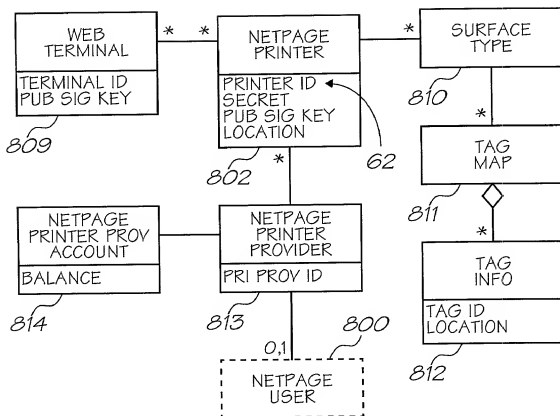 WEB
TERMINAL
TERMINAL ID
PUB SIG KEY
809
* *
NETPAGE
PRINTER
PRINTER ID
SECRET
PUB SIG KEY
LOCATION
802
62
*
*
SURFACE
TYPE
810
*
TAG
MAP
811
*
TAG
INFO
TAG ID
LOCATION
812
NETPAGE
PRINTER PROV
ACCOUNT
BALANCE
814
NETPAGE
PRINTER
PROVIDER
PRI PROV ID
813
800
0,1
NETPAGE
USER